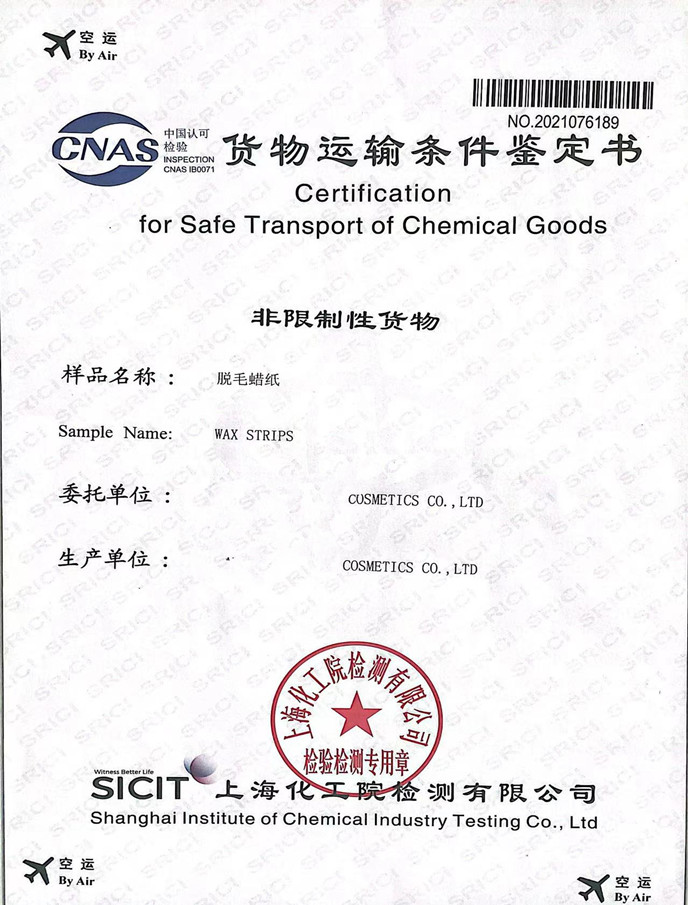 空运
By Air
NO.2021076189
CNAS
中国认可
检验
INSPECTION
CNAS IB0071
货物运输条件鉴定书
Certification
for Safe Transport of Chemical Goods
非限制性货物
样品名称： 脱毛蜡纸
Sample Name: WAX STRIPS
委托单位： COSMETICS CO.,LTD
生产单位： COSMETICS CO.,LTD
上海化工院检测有限公司
检验检测专用章
Witness Better Life
SICIT 上海化工院检测有限公司
Shanghai Institute of Chemical Industry Testing Co., Ltd
空运
By Air
空运
By Air